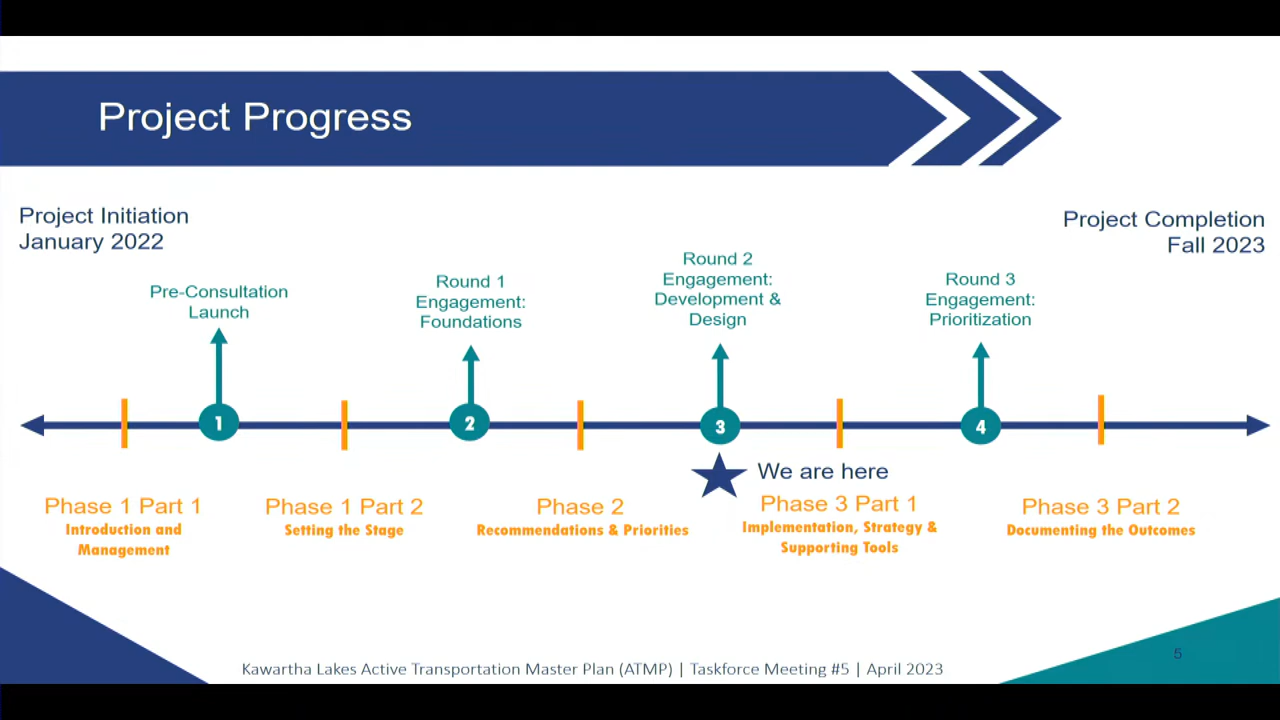 Project Progress
Project Initiation
January 2022
Project Completion
Fall 2023
Pre-Consultation
Launch
Round 1
Engagement:
Foundations
Round 2
Engagement:
Development &
Design
Round 3
Engagement:
Prioritization
1
2
3
4
We are here
Phase 1 Part 1
Introduction and
Management
Phase 1 Part 2
Setting the Stage
Phase 2
Recommendations & Priorities
Phase 3 Part 1
Implementation, Strategy &
Supporting Tools
Phase 3 Part 2
Documenting the Outcomes
5
Kawartha Lakes Active Transportation Master Plan (ATMP) | Taskforce Meeting #5 | April 2023